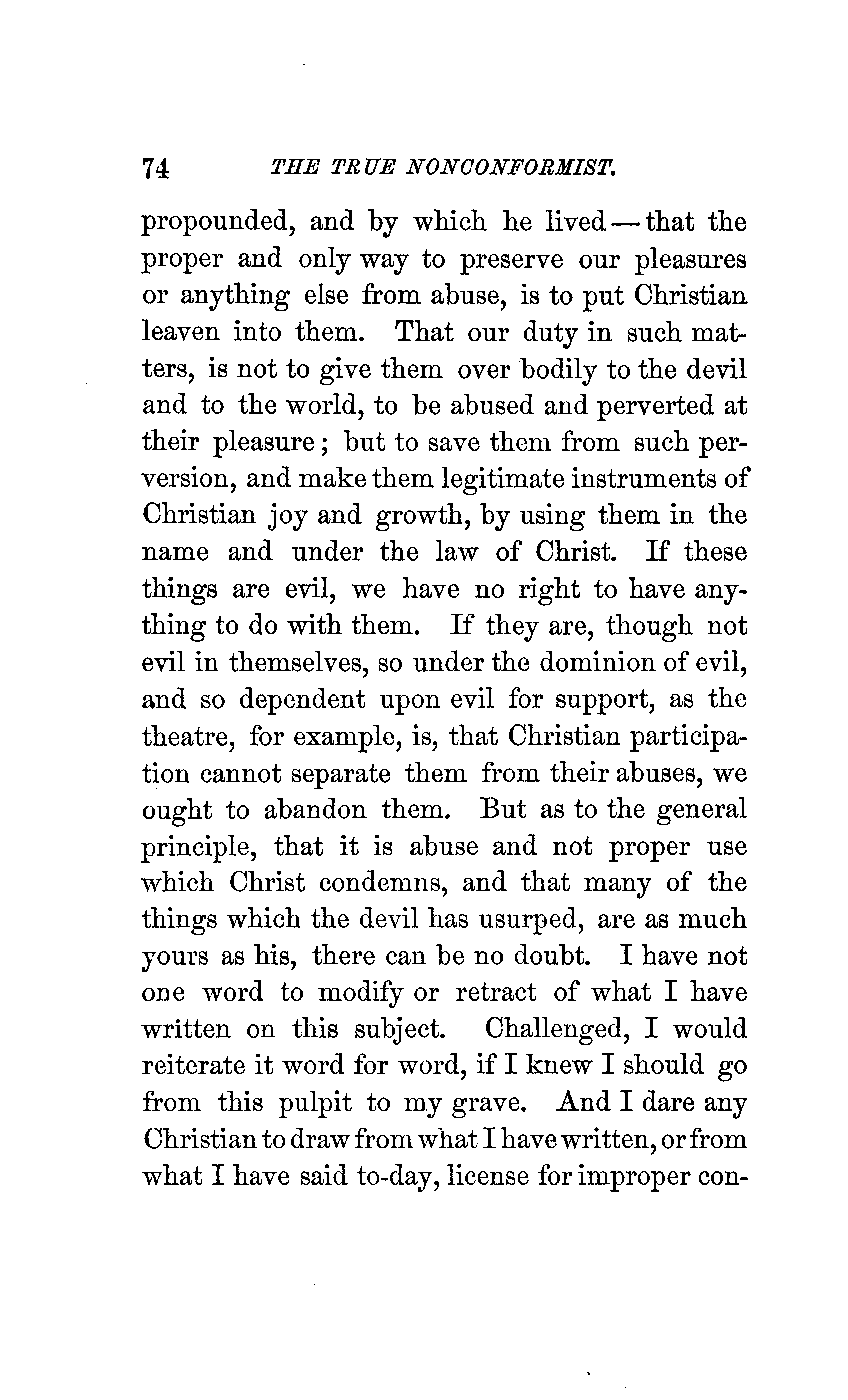 74 THE TRUE NONCONFORMIST.
propounded, and by which he lived — that the
proper and only way to preserve our pleasures
or anything else from abuse, is to put Christian
leaven into them. That our duty in such mat-
ters, is not to give them over bodily to the devil
and to the world, to be abused and perverted at
their pleasure; but to save them from such per-
version, and make them legitimate instruments of
Christian joy and growth, by using them in the
name and under the law of Christ. If these
things are evil, we have no right to have any-
thing to do with them. If they are, though not
evil in themselves, so under the dominion of evil,
and so dependent upon evil for support, as the
theatre, for example, is, that Christian participa-
tion cannot separate them from their abuses, we
ought to abandon them. But as to the general
principle, that it is abuse and not proper use
which Christ condemns, and that many of the
things which the devil has usurped, are as much
yours as his, there can be no doubt. I have not
one word to modify or retract of what I have
written on this subject. Challenged, I would
reiterate it word for word, if I knew I should go
from this pulpit to my grave. And I dare any
Christian to draw from what I have written, or from
what I have said to-day, license for improper con-